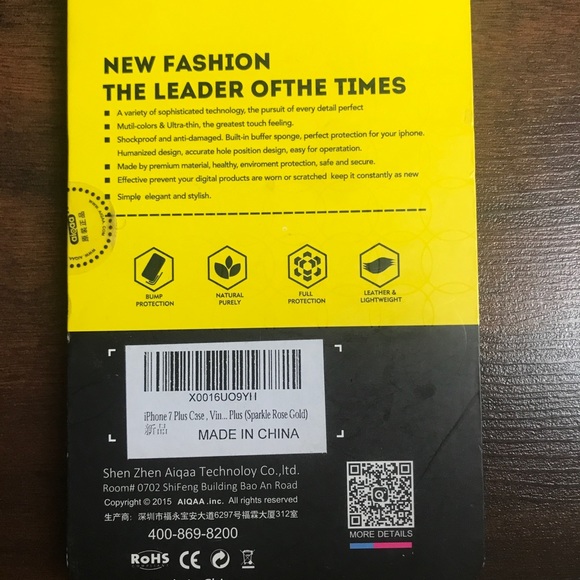 NEW FASHION
THE LEADER OFTHE TIMES
A variety of sophisticated technology, the pursuit of every detail perfect
Mutil-colors & Ultra-thin, the greatest touch feeling.
Shockproof and anti-damaged. Built-in buffer sponge, perfect protection for your iphone.
Humanized design, accurate hole position design, easy for operatation.
Made by premium material, healthy, enviroment protection, safe and secure.
Effective prevent your digital products are worn or scratched keep it constantly as new
Simple elegant and stylish.
aiqaa
原装正品
BUMP
PROTECTION
NATURAL
PURELY
FULL
PROTECTION
LEATHER &
LIGHTWEIGHT
iPhone 7 Plus Case , Vin... Plus (Sparkle Rose Gold)
新品
MADE IN CHINA
Shen Zhen Aiqaa Technoloy Co.,ltd.
Room# 0702 ShiFeng Building Bao An Road
Copyright © 2015 AIQAA .inc. All rights reserved
生产商: 深圳市福永宝安大道6297号福霖大厦312室
400-869-8200
MORE DETAILS
RoHS CE